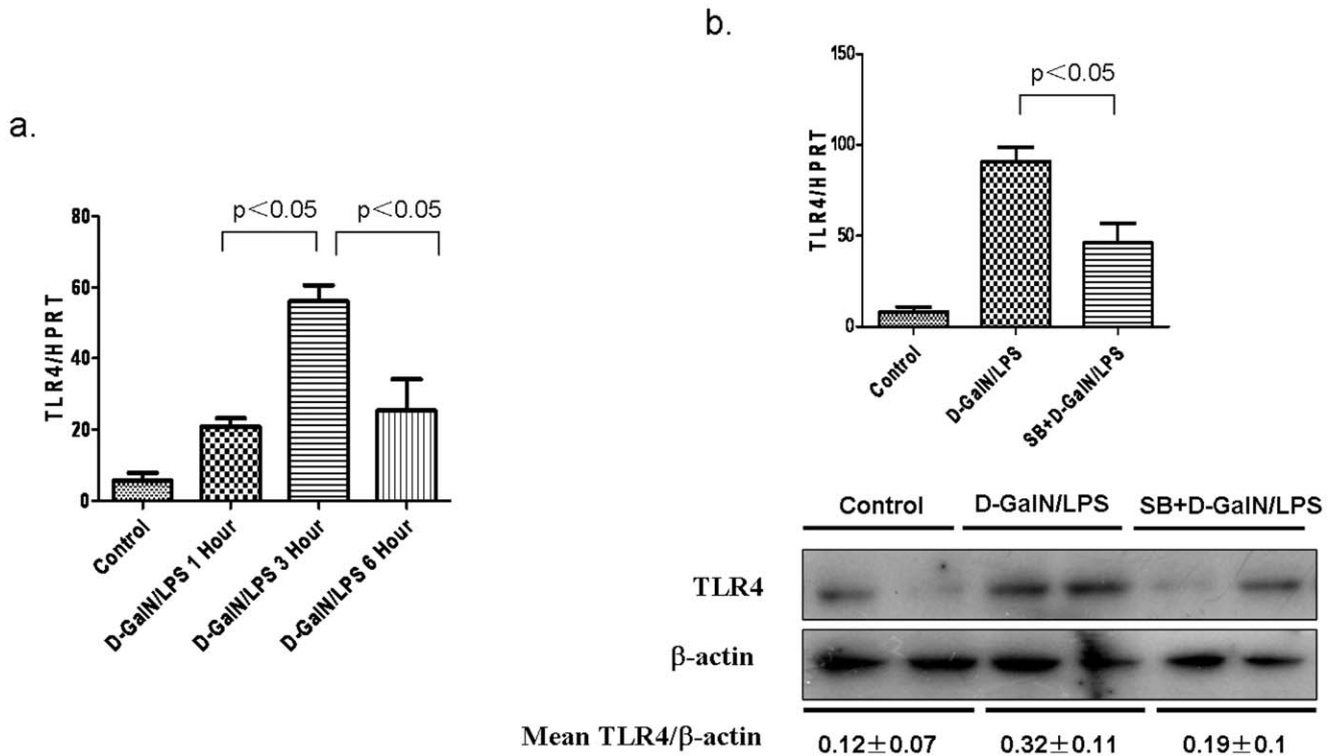 a.
TLR4/HPRT
80
60
40
20
0
p<0.05
p<0.05
Control
D-GalN/LPS 1 Hour
D-GalN/LPS 3 Hour
D-GalN/LPS 6 Hour
b.
TLR4/HPRT
150
100
50
0
p<0.05
Control
D-GalN/LPS
SB+D-GalN/LPS
Control D-GalN/LPS SB+D-GalN/LPS
TLR4
β-actin
Mean TLR4/β-actin 0.12±0.07 0.32±0.11 0.19±0.1